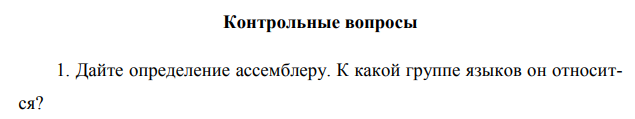 Контрольные вопросы
1. Дайте определение ассемблеру. К какой группе языков он относит-
ся?